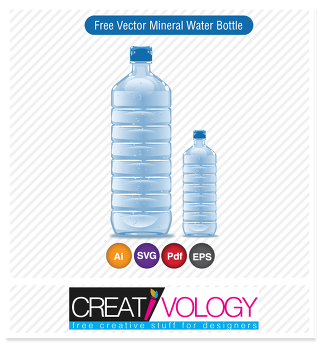 Free Vector Mineral Water Bottle
Ai SVG Pdf EPS
CREATiVOLOGY
free creative stuff for designers